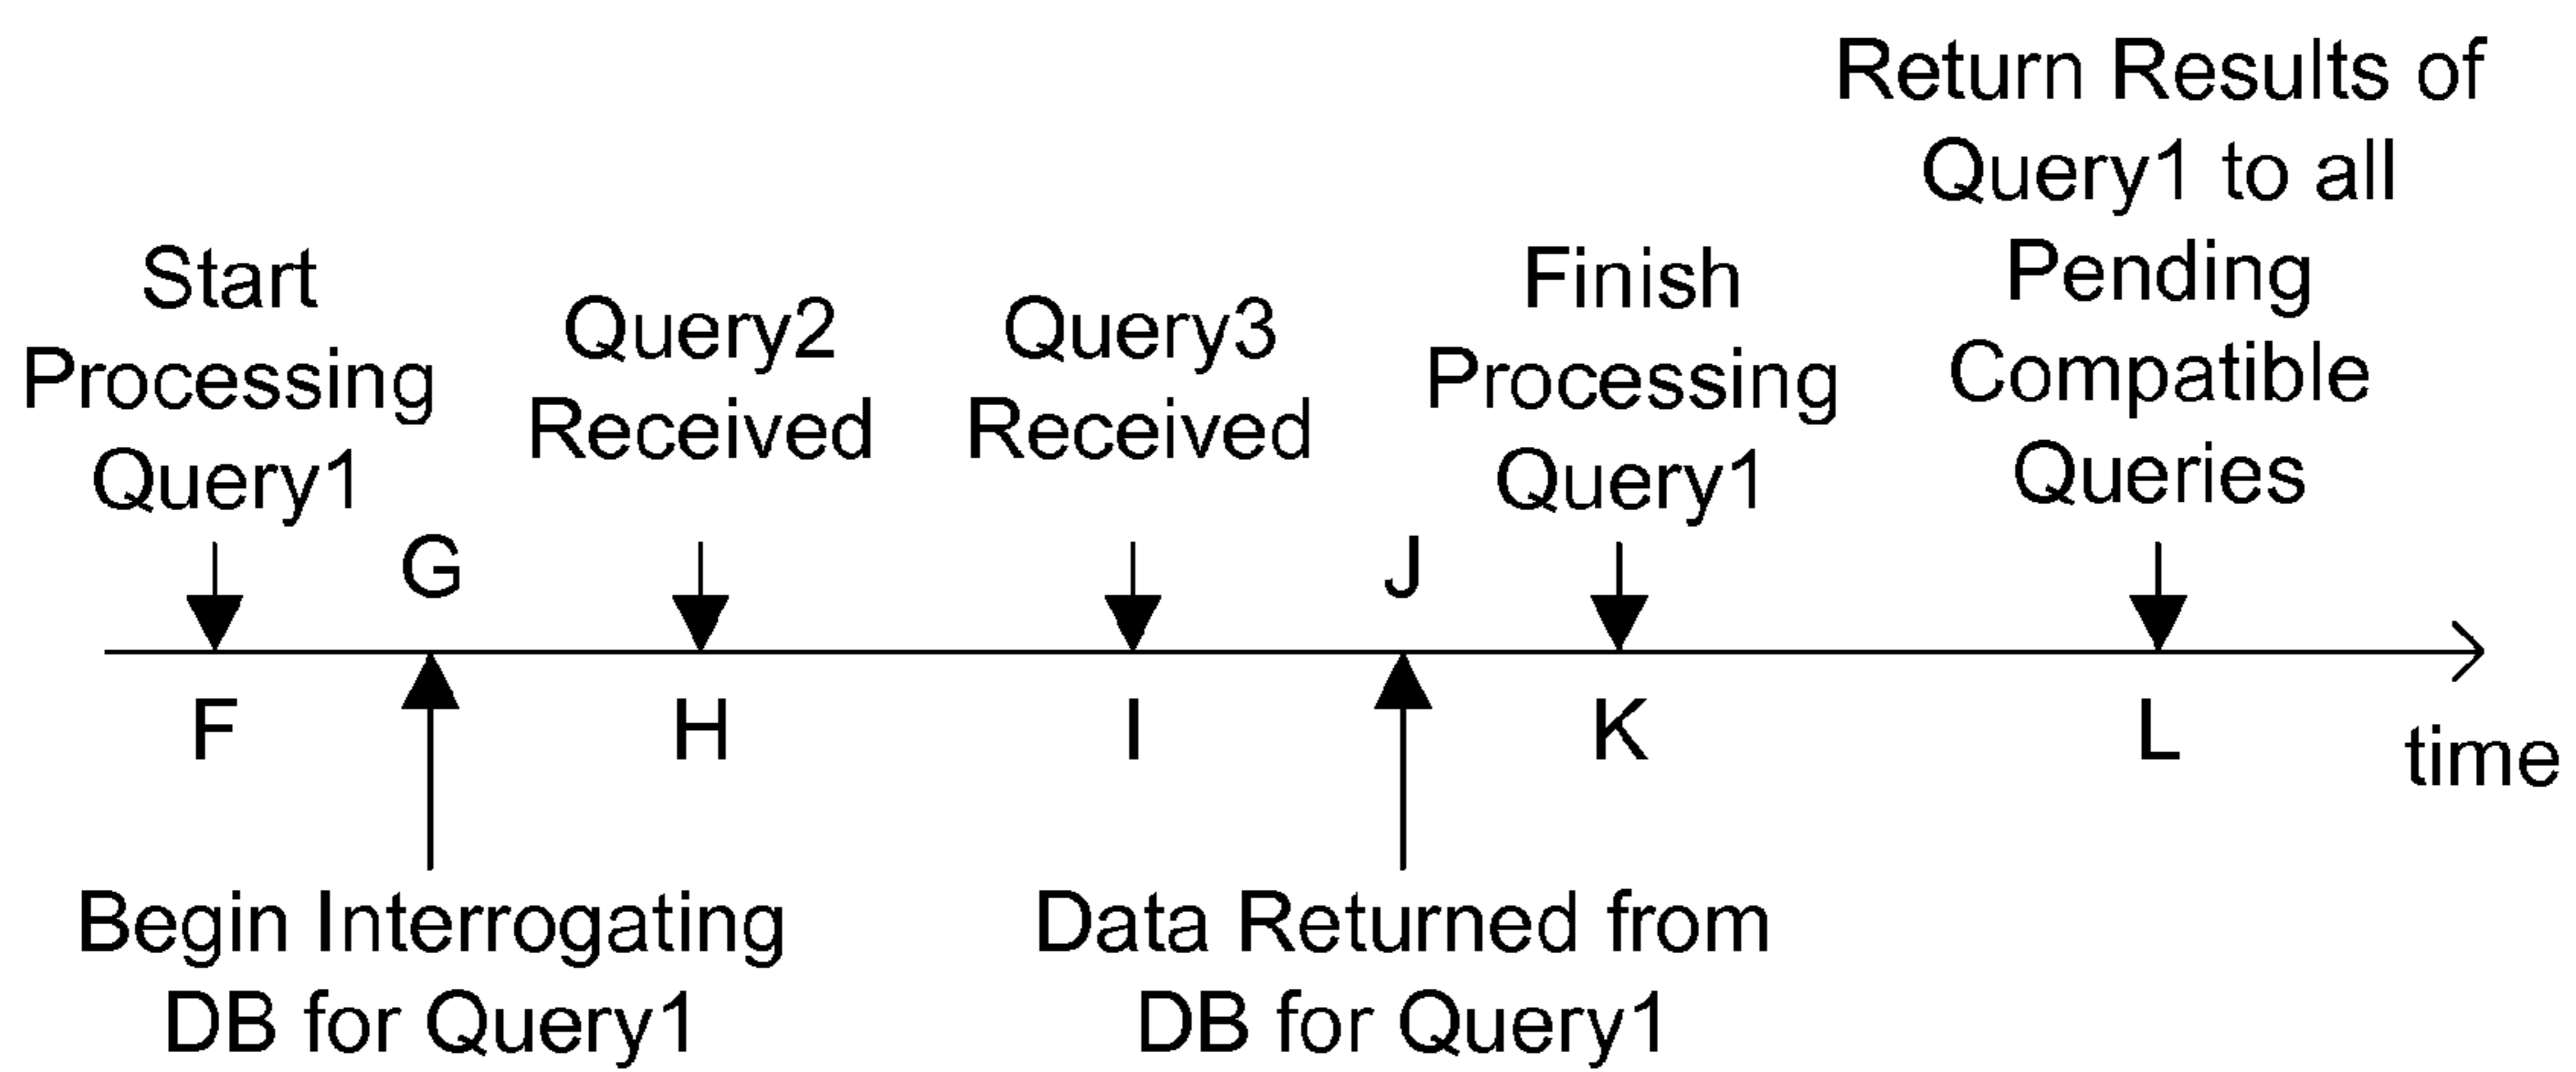 Start
Processing
Query1
G
Query2
Received
Query3
Received
J
Finish
Processing
Query1
Return Results of
Query1 to all
Pending
Compatible
Queries
F
H
I
K
L
time
Begin Interrogating
DB for Query1
Data Returned from
DB for Query1